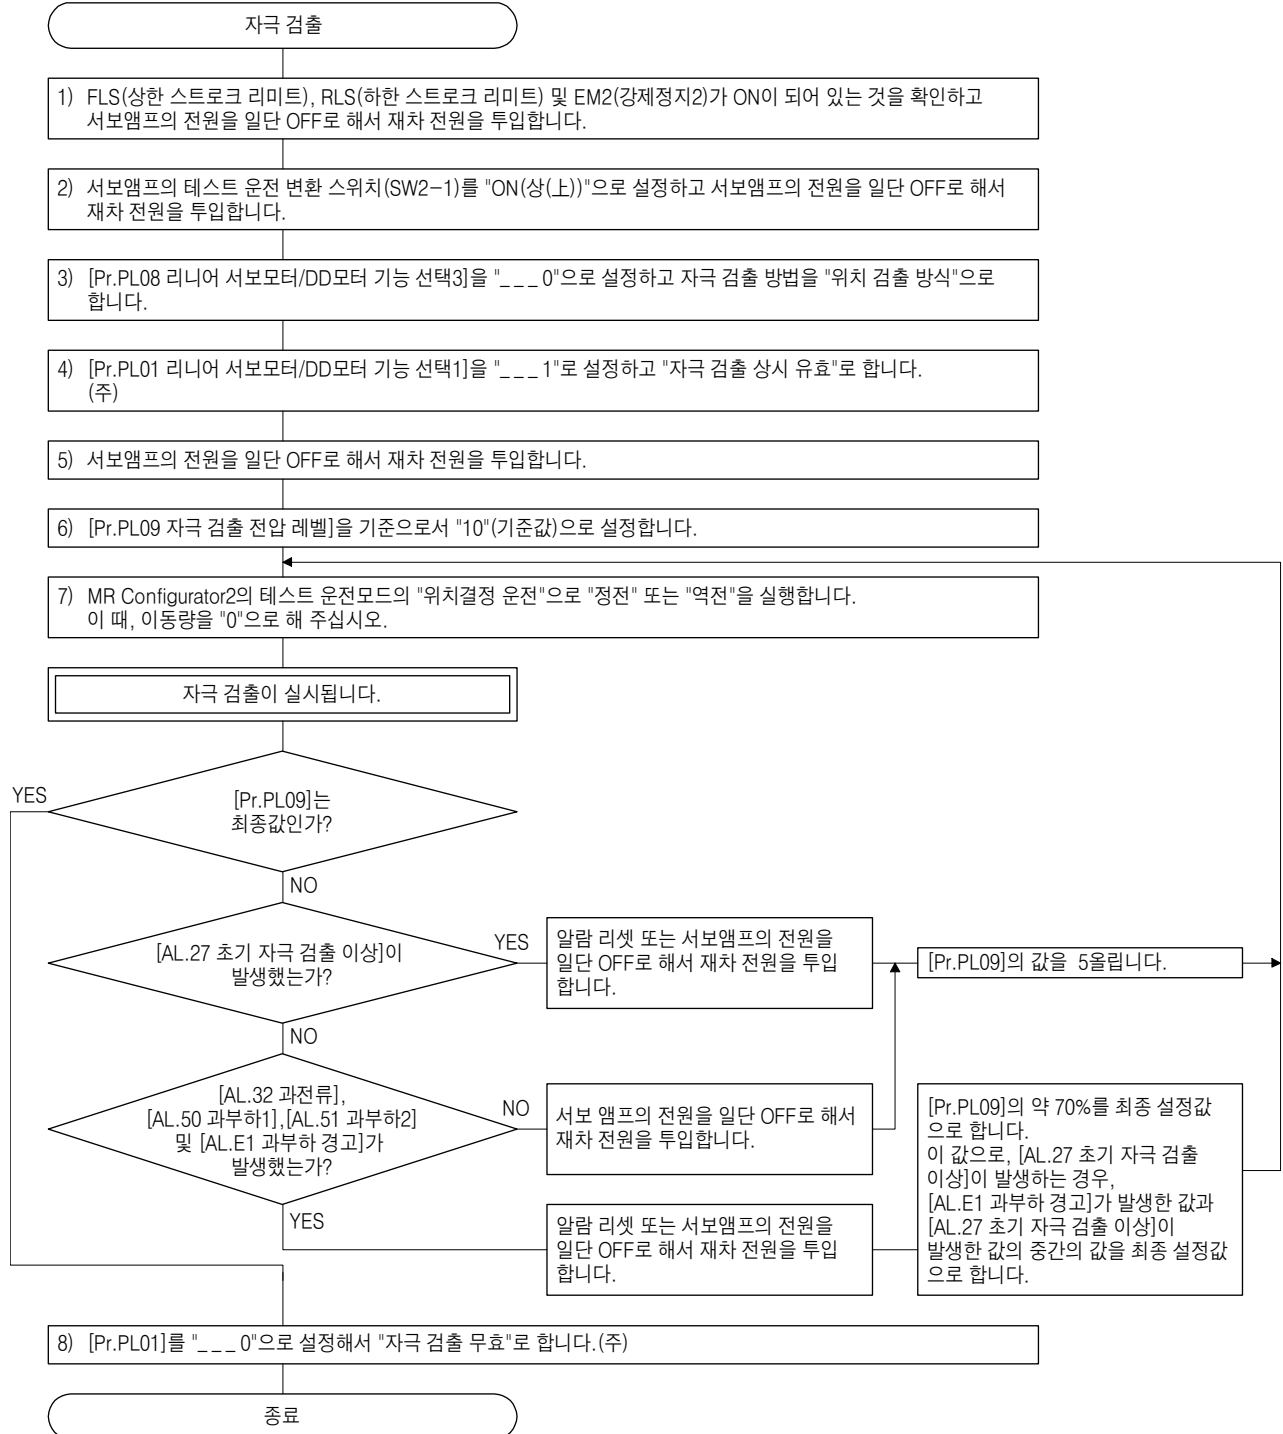 자극 검출
1) FLS(상한 스트로크 리미트), RLS(하한 스트로크 리미트) 및 EM2(강제정지2)가 ON이 되어 있는 것을 확인하고
서보앰프의 전원을 일단 OFF로 해서 재차 전원을 투입합니다.
2) 서보앰프의 테스트 운전 변환 스위치(SW2-1)를 "ON(상(上))"으로 설정하고 서보앰프의 전원을 일단 OFF로 해서
재차 전원을 투입합니다.
3) [Pr.PL08 리니어 서보모터/DD모터 기능 선택3]을 "_ _ _ 0"으로 설정하고 자극 검출 방법을 "위치 검출 방식"으로
합니다.
4) [Pr.PL01 리니어 서보모터/DD모터 기능 선택1]을 "_ _ _ 1"로 설정하고 "자극 검출 상시 유효"로 합니다.
(주)
5) 서보앰프의 전원을 일단 OFF로 해서 재차 전원을 투입합니다.
6) [Pr.PL09 자극 검출 전압 레벨]을 기준으로서 "10"(기준값)으로 설정합니다.
7) MR Configurator2의 테스트 운전모드의 "위치결정 운전"으로 "정전" 또는 "역전"을 실행합니다.
이 때, 이동량을 "0"으로 해 주십시오.
자극 검출이 실시됩니다.
YES
[Pr.PL09]는
최종값인가?
NO
[AL.27 초기 자극 검출 이상]이
발생했는가?
YES
알람 리셋 또는 서보앰프의 전원을
일단 OFF로 해서 재차 전원을 투입
합니다.
[Pr.PL09]의 값을 5올립니다.
NO
[AL.32 과전류],
[AL.50 과부하1],[AL.51 과부하2]
및 [AL.E1 과부하 경고]가
발생했는가?
NO
서보 앰프의 전원을 일단 OFF로 해서
재차 전원을 투입합니다.
[Pr.PL09]의 약 70%를 최종 설정값
으로 합니다.
이 값으로, [AL.27 초기 자극 검출
이상]이 발생하는 경우,
[AL.E1 과부하 경고]가 발생한 값과
[AL.27 초기 자극 검출 이상]이
발생한 값의 중간의 값을 최종 설정값
으로 합니다.
YES
알람 리셋 또는 서보앰프의 전원을
일단 OFF로 해서 재차 전원을 투입
합니다.
8) [Pr.PL01]를 "_ _ _ 0"으로 설정해서 "자극 검출 무효"로 합니다.(주)
종료